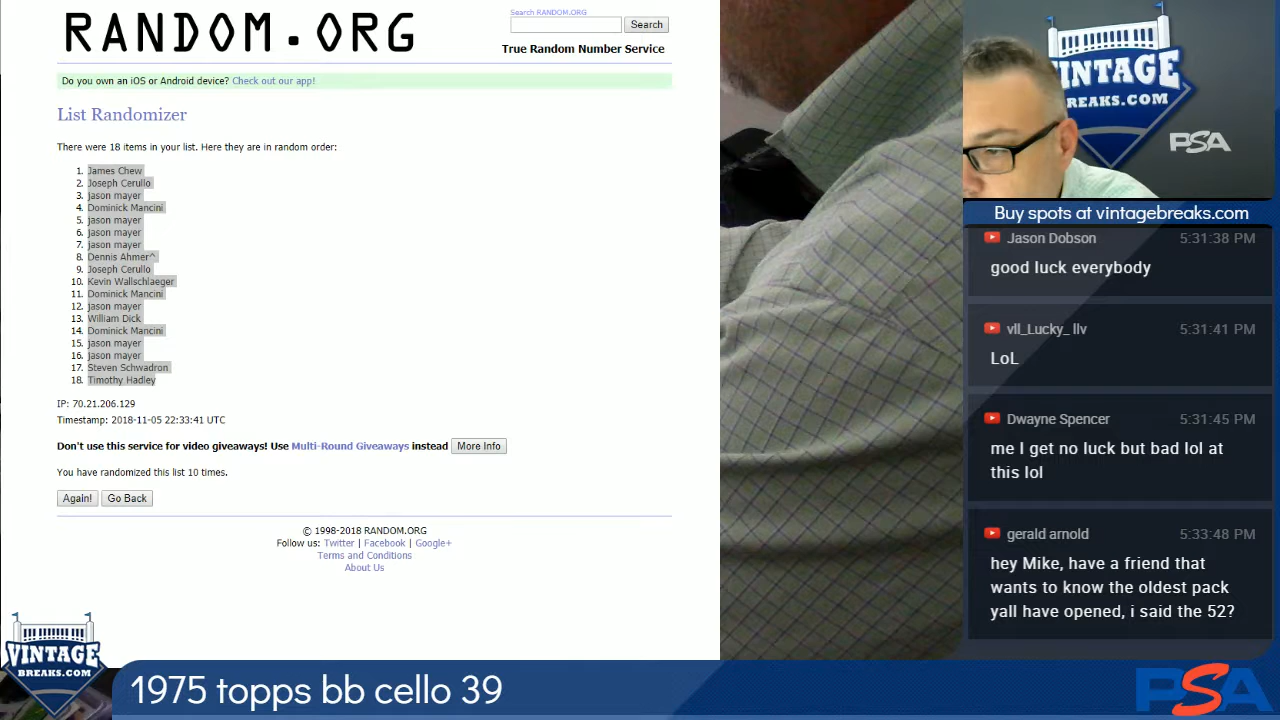 RANDOM.ORG
Search RANDOM.ORG
Search
True Random Number Service
Do you own an iOS or Android device? Check out our app!
List Randomizer
There were 18 items in your list. Here they are in random order:
1. James Chew
2. Joseph Cerullo
3. jason mayer
4. Dominick Mancini
5. jason mayer
6. jason mayer
7. jason mayer
8. Dennis Ahmer^
9. Joseph Cerullo
10. Kevin Wallschlaeger
11. Dominick Mancini
12. jason mayer
13. William Dick
14. Dominick Mancini
15. jason mayer
16. jason mayer
17. Steven Schwadron
18. Timothy Hadley
IP: 70.21.206.129
Timestamp: 2018-11-05 22:33:41 UTC
Don't use this service for video giveaways! Use Multi-Round Giveaways instead More Info
You have randomized this list 10 times.
Again! Go Back
© 1998-2018 RANDOM.ORG
Follow us: Twitter | Facebook | Google+
Terms and Conditions
About Us
VINTAGE
BREAKS.COM
PSA
Buy spots at vintagebreaks.com
Jason Dobson 5:31:38 PM
good luck everybody
vll_Lucky_ llv 5:31:41 PM
LoL
Dwayne Spencer 5:31:45 PM
me I get no luck but bad lol at
this lol
gerald arnold 5:33:48 PM
hey Mike, have a friend that
wants to know the oldest pack
yall have opened, i said the 52?
VINTAGE
BREAKS.COM
1975 topps bb cello 39
PSA